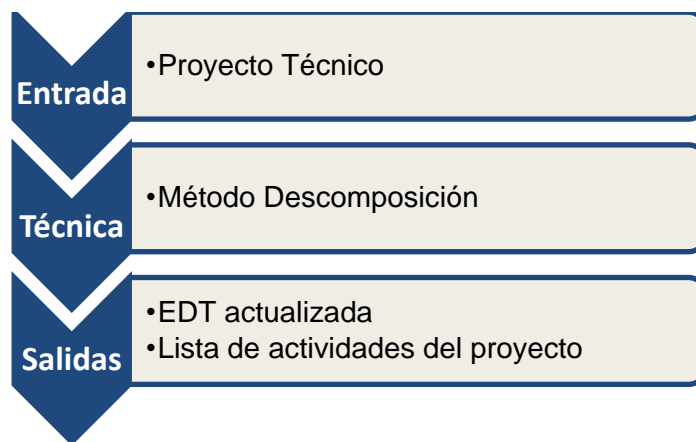 Entrada
•Proyecto Técnico
Técnica
•Método Descomposición
Salidas
•EDT actualizada
•Lista de actividades del proyecto